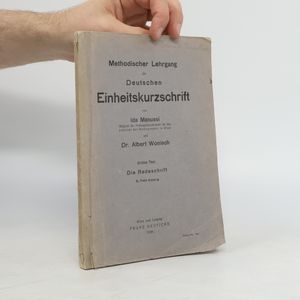 Methodischer Lehrgang
der
Deutschen
Einheitskurzschrift
von
Ida Manussi
und
Dr. Albert Wonisch
Dritter Teil
Die Redeschrift
Wien und Leipzig
FRANZ DEUTICKE